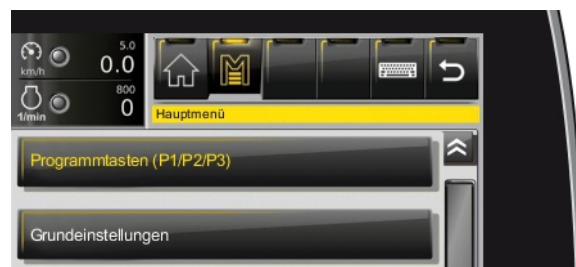 5.0
km/h 0.0
800
1/min 0
Hauptmenü
Programmtasten (P1/P2/P3)
Grundeinstellungen